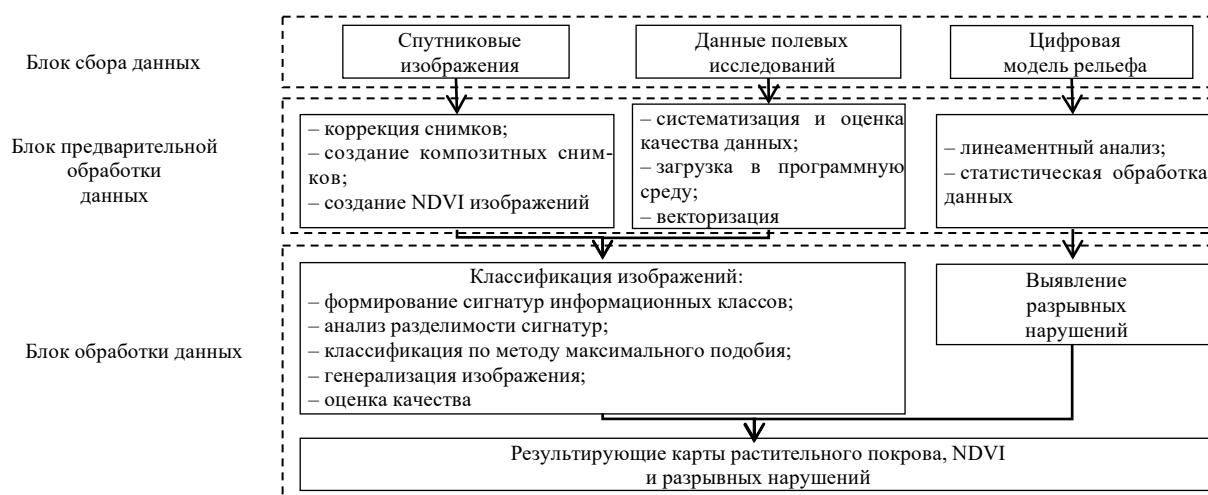 Блок сбора данных
Спутниковые
изображения
Данные полевых
исследований
Цифровая
модель рельефа
Блок предварительной
обработки
данных
– коррекция снимков;
– создание композитных сним-
ков;
– создание NDVI изображений
– систематизация и оценка
качества данных;
– загрузка в программную
среду;
– векторизация
– линеаментный анализ;
– статистическая обработка
данных
Блок обработки данных
Классификация изображений:
– формирование сигнатур информационных классов;
– анализ разделимости сигнатур;
– классификация по методу максимального подобия;
– генерализация изображения;
– оценка качества
Выявление
разрывных
нарушений
Результирующие карты растительного покрова, NDVI
и разрывных нарушений